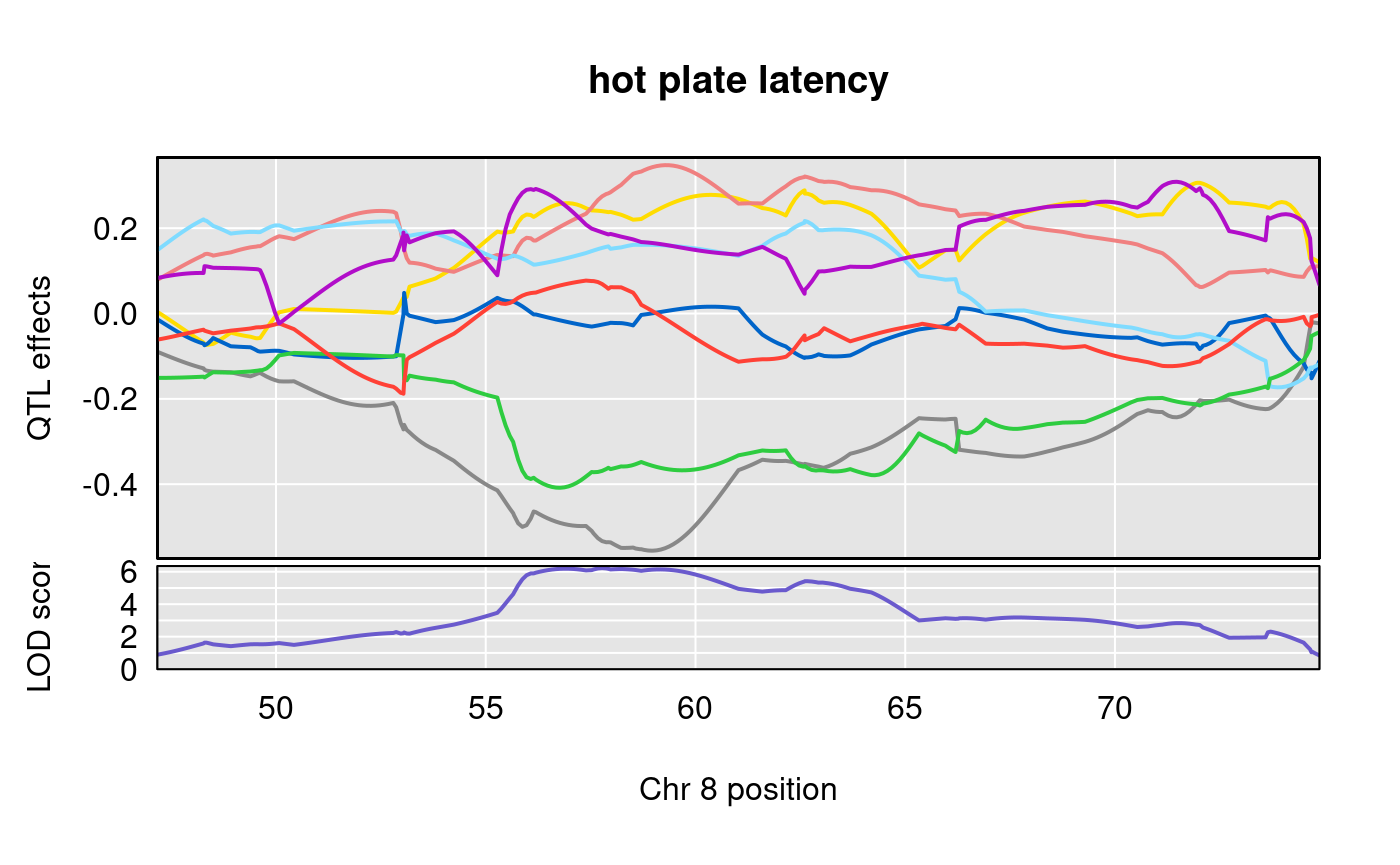 hot plate latency
QTL effects
0.2
0.0
-0.2
-0.4
LOD scor
6
4
2
0
50 55 60 65 70
Chr 8 position